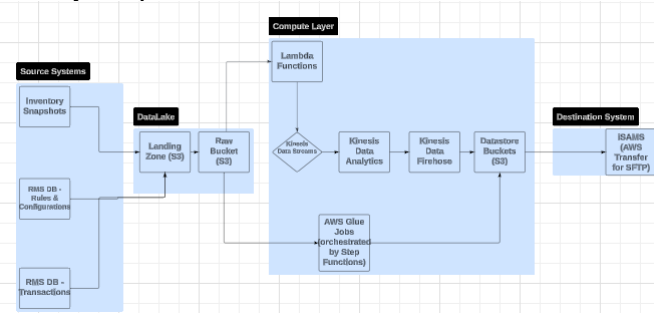 Compute Layer
Lambda
Functions
Source Systems
Inventory
Snapshots
DataLake
Destination System
Landing
Zone (S3)
Raw
Bucket
(S3)
Kinesis
Data Streams
Kinesis
Data
Analytics
Kinesis
Data
Firehose
Datastore
Buckets
(S3)
ISAMS
(AWS
Transfer
for SFTP)
RMS DB -
Rules &
Configurations
AWS Glue
Jobs
(orchestrated
by Step
Functions)
RMS DB -
Transactions